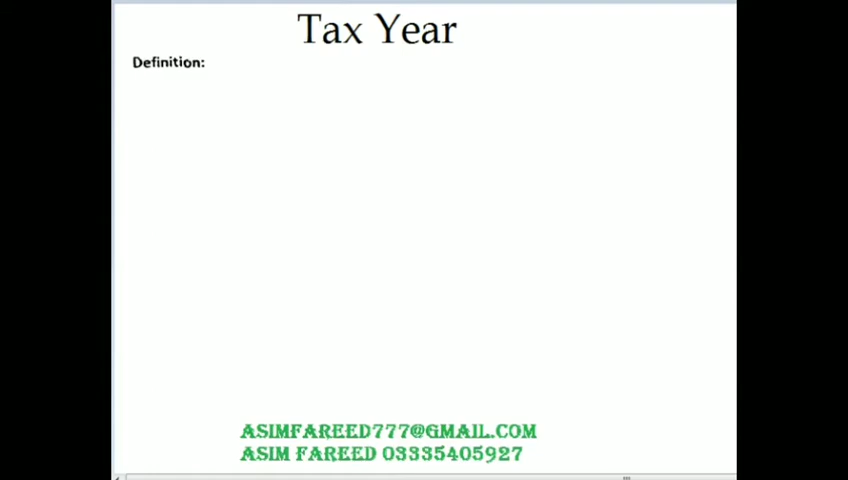 Tax Year
Definition:
ASIMFAREED777@GMAIL.COM
ASIM FAREED 03335405927